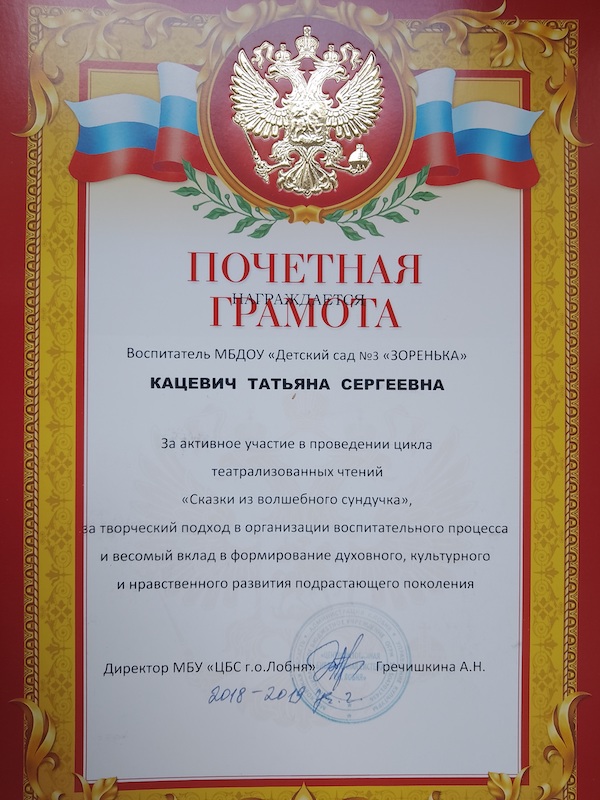 ПОЧЕТНАЯ
НАГРАЖДАЕТСЯ
ГРАМОТА
Воспитатель МБДОУ «Детский сад №3 «ЗОРЕНЬКА»
КАЦЕВИЧ ТАТЬЯНА СЕРГЕЕВНА
За активное участие в проведении цикла
театрализованных чтений
«Сказки из волшебного сундучка»,
за творческий подход в организации воспитательного процесса
и весомый вклад в формирование духовного, культурного
и нравственного развития подрастающего поколения
Директор МБУ «ЦБС г.о.Лобня» Гречишкина А.Н.
2018-2019 уч.г.